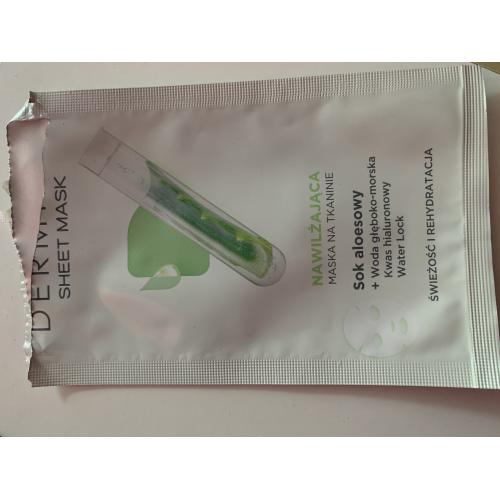 SHEET MASK
NAWILŻAJĄCA
MASKA NA TKANINIE
Sok aloesowy
+ Woda głęboko-morska
Kwas hialuronowy
Water Lock
ŚWIEŻOŚĆ I REHYDRATACJA